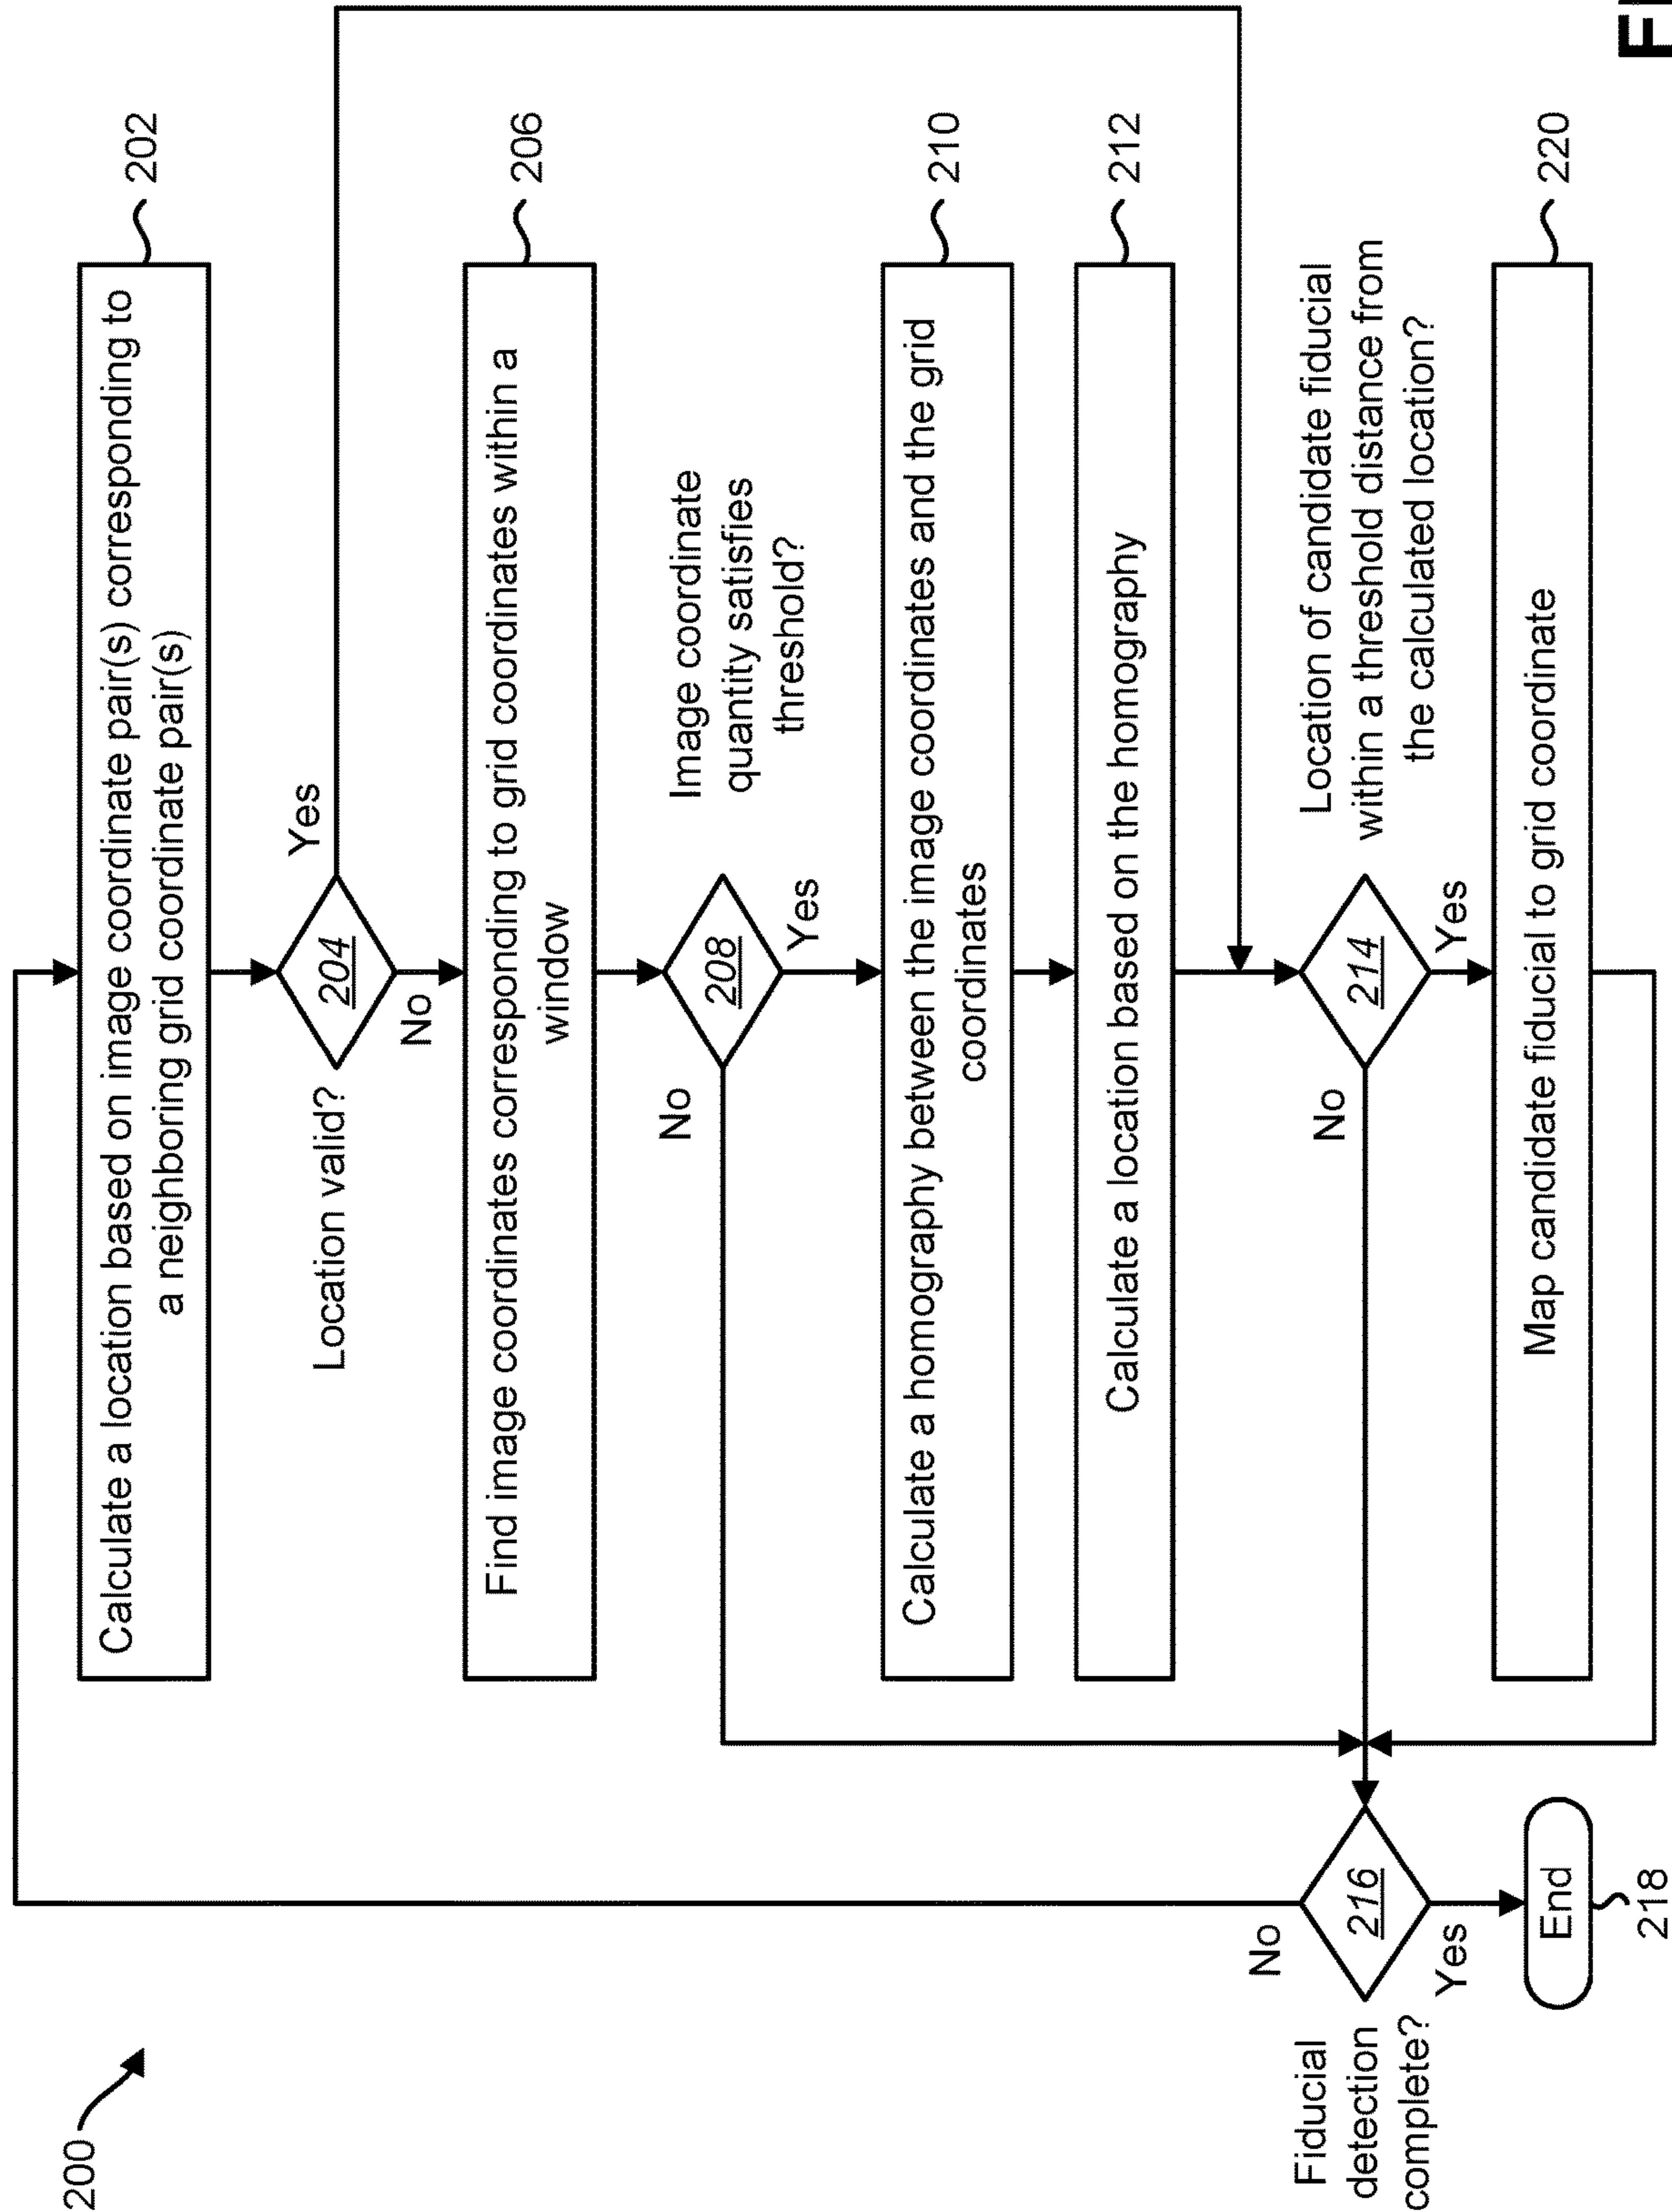 200
Calculate a location based on image coordinate pair(s) corresponding to
a neighboring grid coordinate pair(s)
202
Location valid?
204
Yes
No
Find image coordinates corresponding to grid coordinates within a
window
206
Image coordinate
quantity satisfies
threshold?
208
No
Yes
Calculate a homography between the image coordinates and the grid
coordinates
210
Calculate a location based on the homography
212
Location of candidate fiducial
within a threshold distance from
the calculated location?
214
No
Yes
Fiducial
detection
complete?
216
No
Yes
Map candidate fiducial to grid coordinate
220
End
218